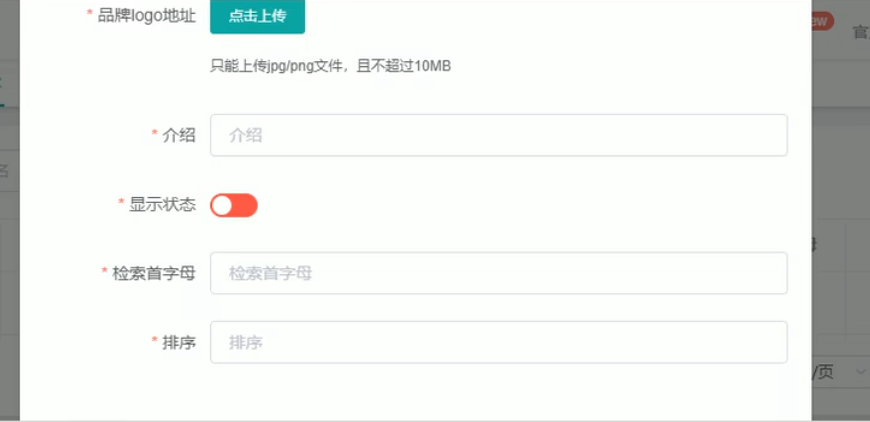 * 品牌logo地址 点击上传
只能上传jpg/png文件，且不超过10MB
* 介绍 介绍
* 显示状态
* 检索首字母 检索首字母
* 排序 排序
名
母
/页